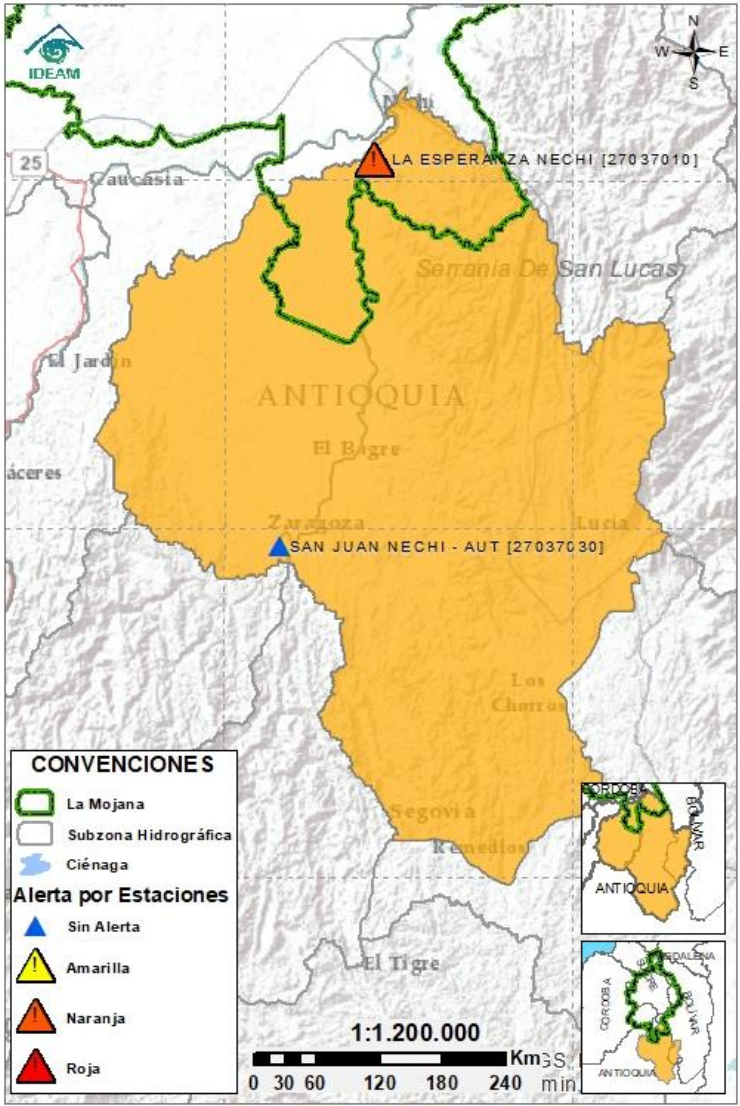 IDEAM
N
W E
S
Nechí
LA ESPERANZA NECHI [27037010]
25
Caucasia
Serranía De San Lucas
El Jardín
ANTIOQUIA
El Bagre
áceres
Zaragoza
Lucía
SAN JUAN NECHI - AUT [27037030]
Los
Chorros
Segovia
Remedios
El Tigre
CONVENCIONES
La Mojana
Subzona Hidrográfica
Ciénaga
Alerta por Estaciones
Sin Alerta
Amarilla
Naranja
Roja
1:1.200.000
Km
0 30 60 120 180 240
CORDOBA
BOLIVAR
ANTIOQUIA
CORDOBA
BOLÍVAR
ANTIOQUIA